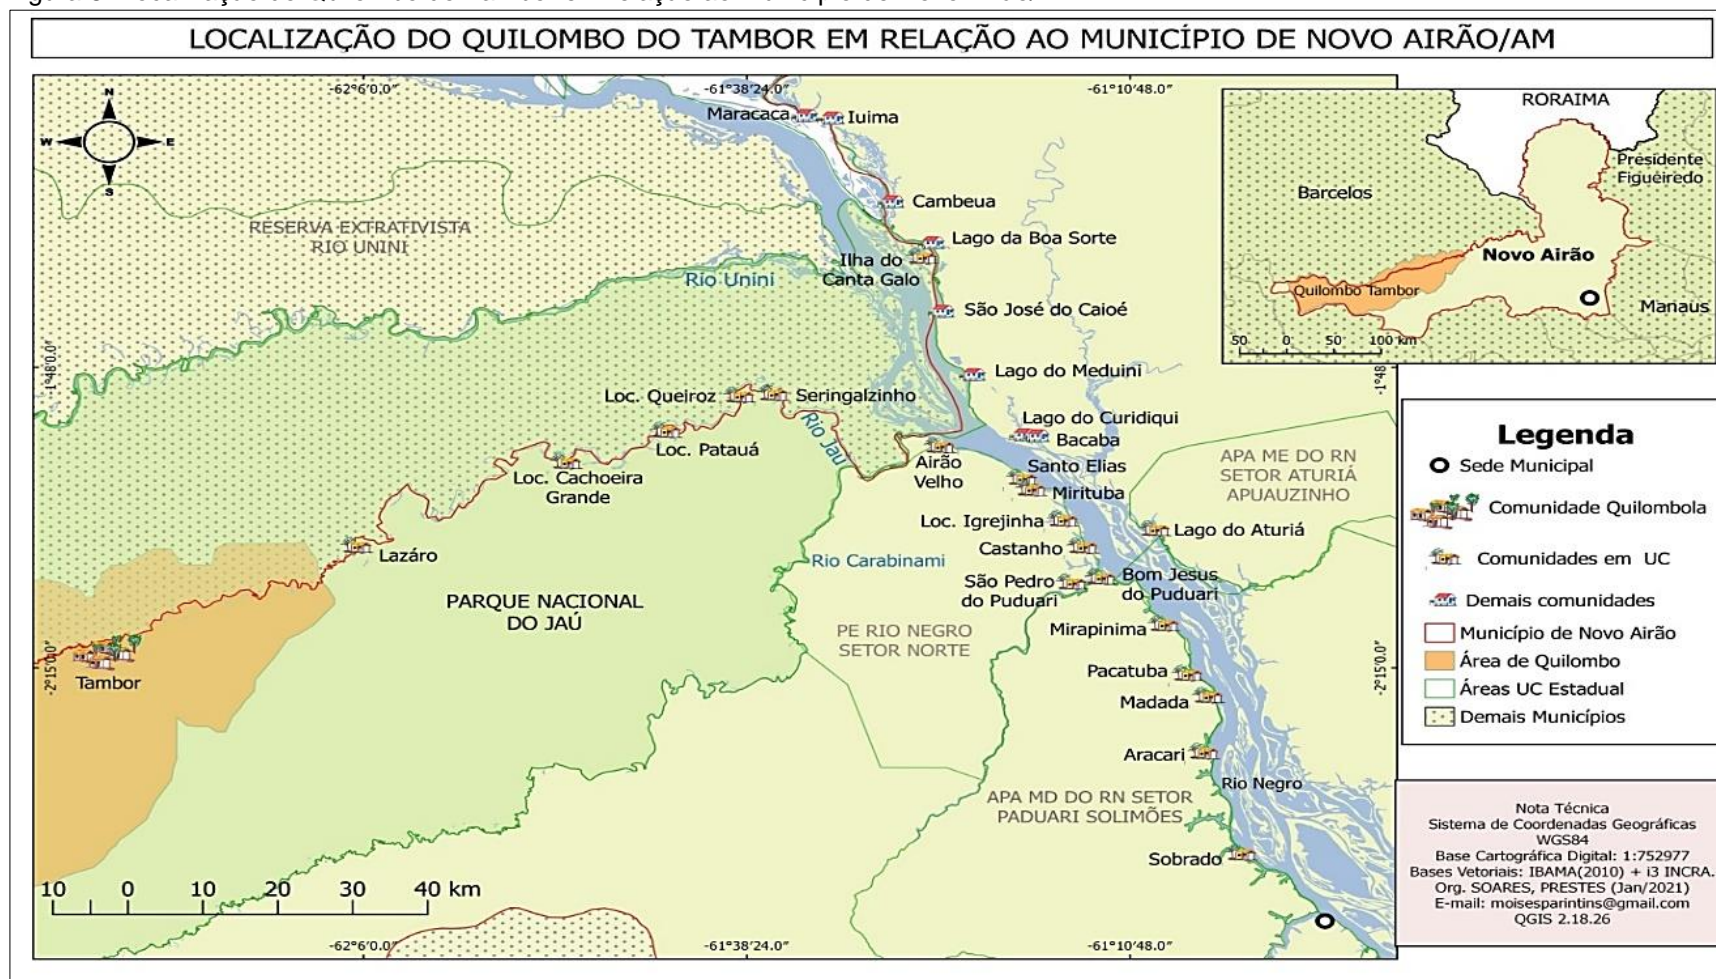 LOCALIZAÇÃO DO QUILOMBO DO TAMBOR EM RELAÇÃO AO MUNICÍPIO DE NOVO AIRÃO/AM
-62°6'0.0"
-61°38'24.0"
-61°10'48.0"
N
W
E
S
Maracaca
Iuima
Cambeua
Lago da Boa Sorte
Ilha do
Canta Galo
São José do Caioé
Lago do Meduini
Lago do Curidiqui
Bacaba
RESERVA EXTRATIVISTA
RIO UNINI
Rio Unini
-1°48'0.0"
-1°48
Loc. Queiroz
Seringalzinho
Rio Jaú
Loc. Patauá
Loc. Cachoeira
Grande
Airão
Velho
Santo Elias
Mirituba
APA ME DO RN
SETOR ATURIÁ
APUAUZINHO
Loc. Igrejinha
Lago do Aturiá
Castanho
Lazáro
Rio Carabinami
São Pedro
do Puduari
Bom Jesus
do Puduari
PARQUE NACIONAL
DO JAÚ
PE RIO NEGRO
SETOR NORTE
Mirapinima
-2°15'0.0"
-2°15'0.0"
Tambor
Pacatuba
Madada
Aracari
Rio Negro
APA MD DO RN SETOR
PADUARI SOLIMÕES
Sobrado
10 0 10 20 30 40 km
-62°6'0.0"
-61°38'24.0"
-61°10'48.0"
RORAIMA
Presidente
Figueiredo
Barcelos
Novo Airão
Quilombo Tambor
Manaus
50 0 50 100 km
Legenda
Sede Municipal
Comunidade Quilombola
Comunidades em UC
Demais comunidades
Município de Novo Airão
Área de Quilombo
Áreas UC Estadual
Demais Municípios
Nota Técnica
Sistema de Coordenadas Geográficas
WGS84
Base Cartográfica Digital: 1:752977
Bases Vetoriais: IBAMA(2010) + i3 INCRA.
Org. SOARES, PRESTES (Jan/2021)
E-mail: moisesparintins@gmail.com
QGIS 2.18.26